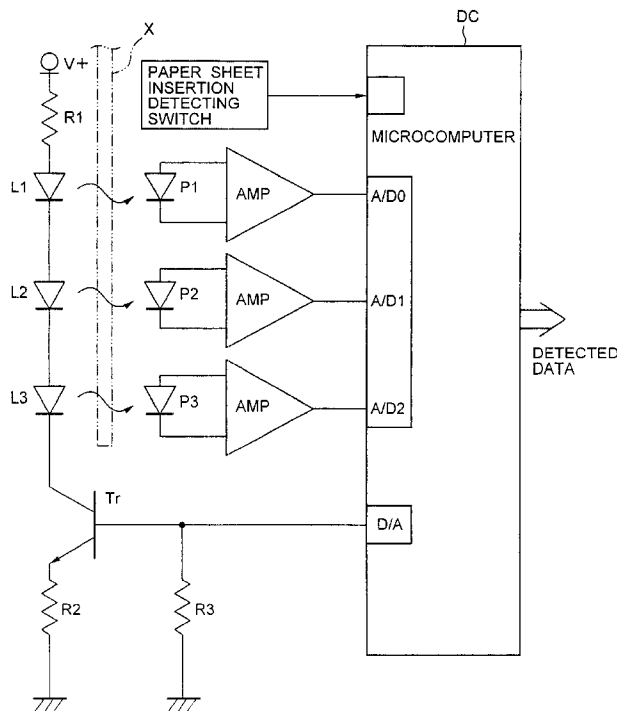 DC
X
V+
PAPER SHEET
INSERTION
DETECTING
SWITCH
R1
MICROCOMPUTER
L1
P1
AMP
A/D0
L2
P2
AMP
A/D1
DETECTED
DATA
L3
P3
AMP
A/D2
Tr
D/A
R2
R3